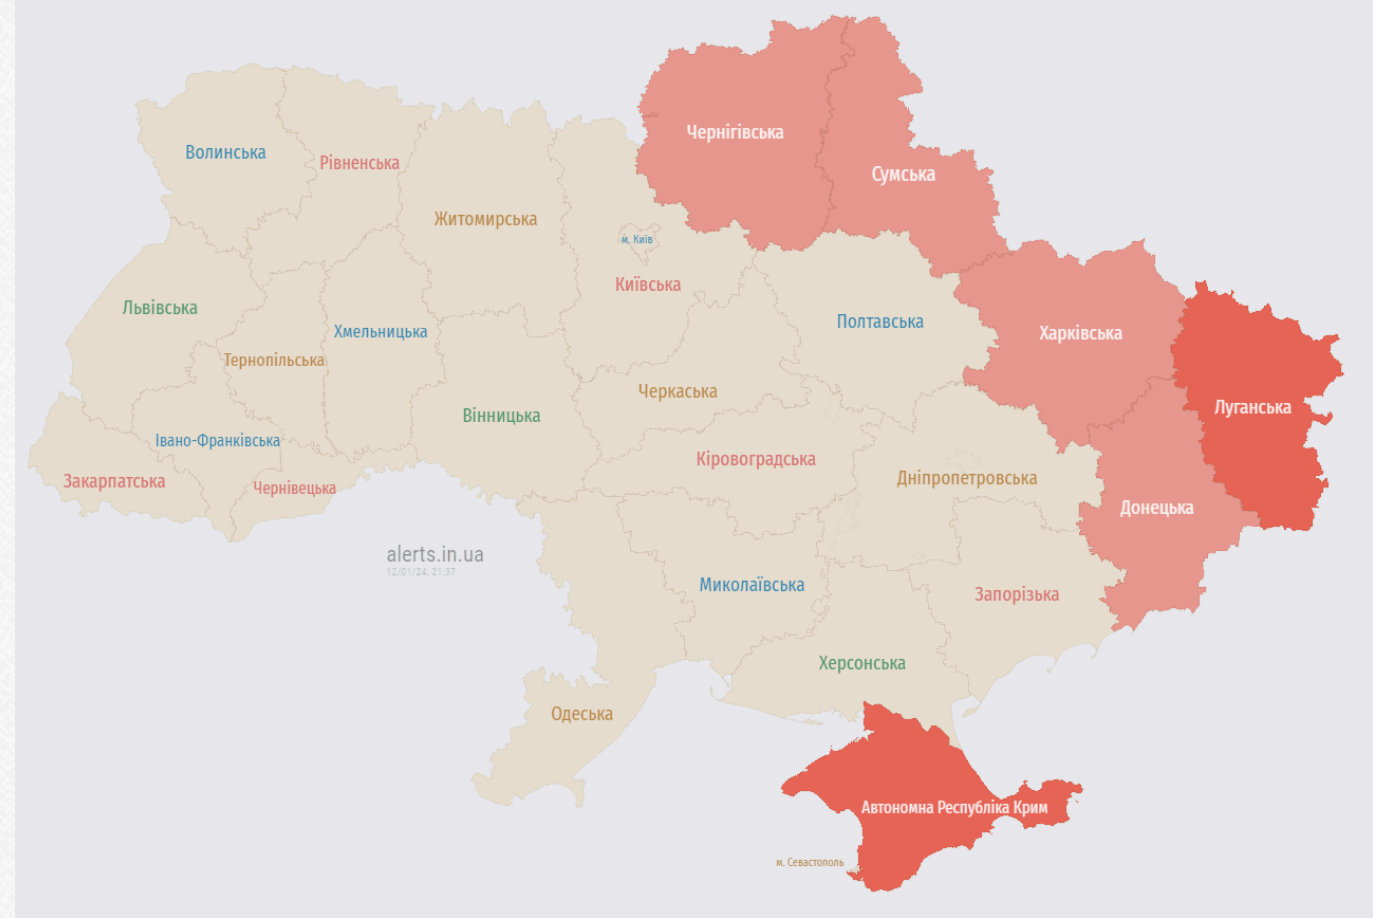 Чернігівська
Сумська
Волинська
Рівненська
Житомирська
м. Київ
Київська
Львівська
Хмельницька
Полтавська
Харківська
Тернопільська
Черкаська
Луганська
Вінницька
Івано-Франківська
Кіровоградська
Закарпатська
Чернівецька
Дніпропетровська
Донецька
alerts.in.ua
12/01/24, 21:37
Миколаївська
Запорізька
Херсонська
Одеська
Автономна Республіка Крим
м. Севастополь